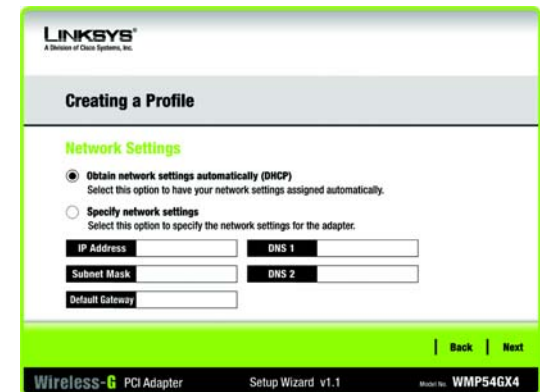 LINKSYS®
A Division of Cisco Systems, Inc.
Creating a Profile
Network Settings
Obtain network settings automatically (DHCP)
Select this option to have your network settings assigned automatically.
Specify network settings
Select this option to specify the network settings for the adapter.
IP Address DNS 1
Subnet Mask DNS 2
Default Gateway
Back Next
Wireless-G PCI Adapter Setup Wizard v1.1 Model No. WMP54GX4